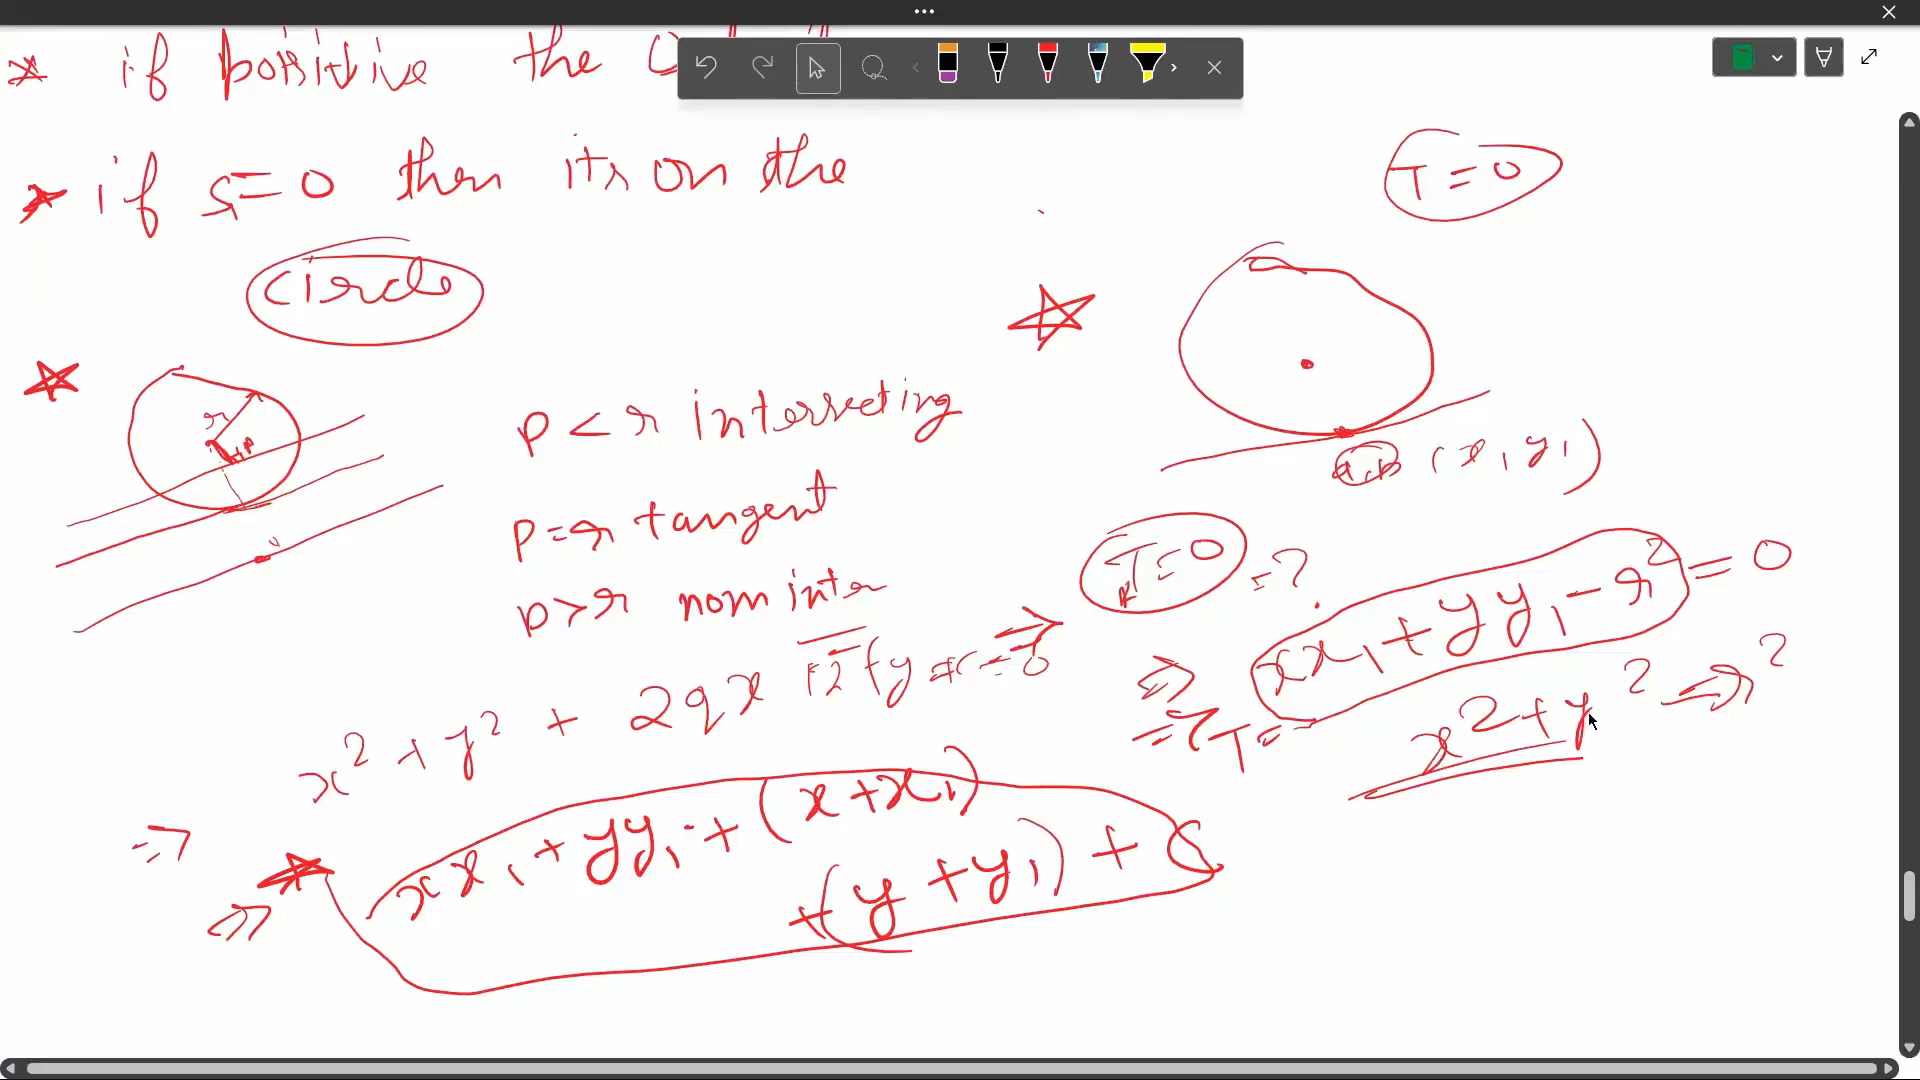 if positive the
if S=0 then its on the
circle
r
P
P < r intersecting
P = r tangent
P > r non inter
x² + y² + 2gx + 2fy + c = 0
=>
xx₁ + yy₁ + (x + x₁)
+ (y + y₁) + C
T = 0
(x₁ y₁)
T = 0 = ?
=> xx₁ + yy₁ - r² = 0
=> T =
x² + y² = r²